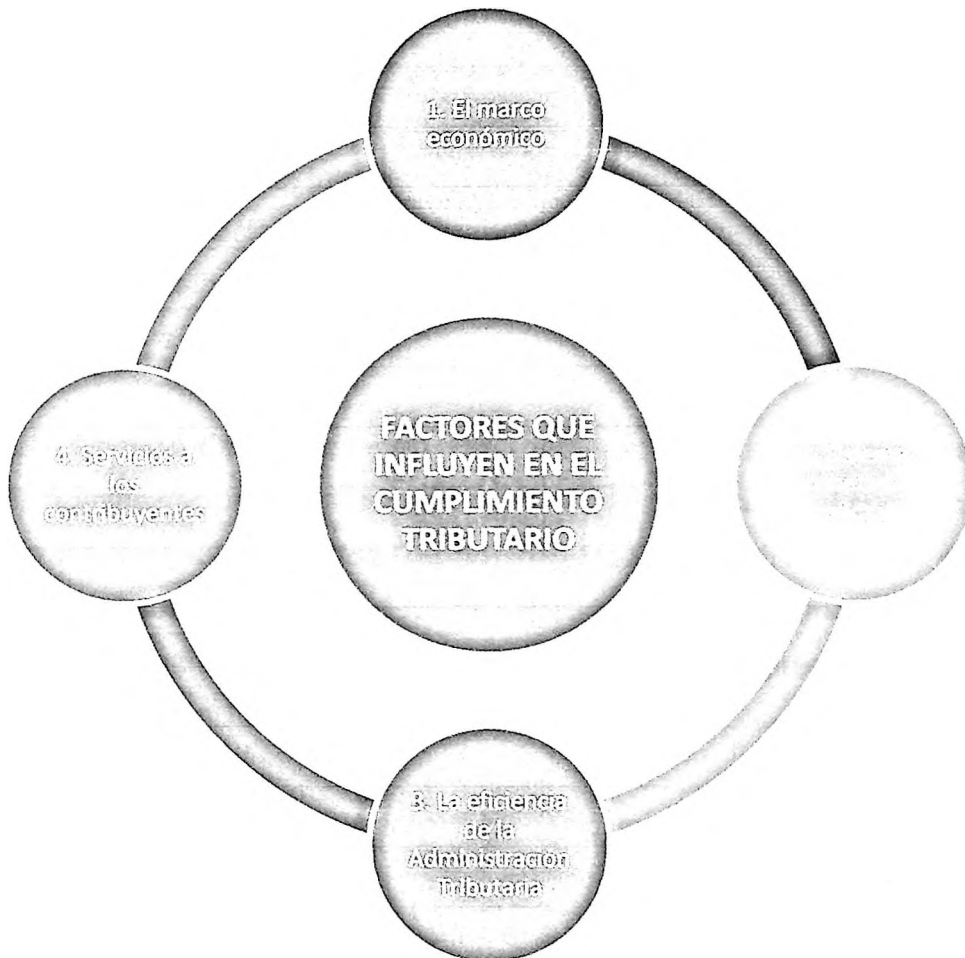 1. El marco
económico
FACTORES QUE
INFLUYEN EN EL
CUMPLIMIENTO
TRIBUTARIO
4. Servicios a
los
contribuyentes
3. La eficiencia
de la
Administración
Tributaria